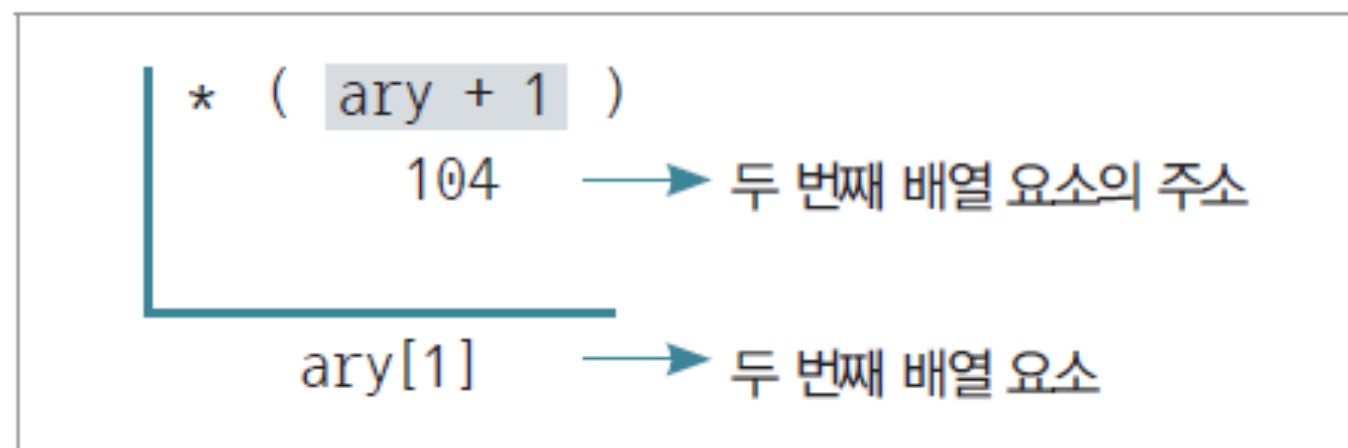 * ( ary + 1 )
104 두 번째 배열 요소의 주소
ary[1] 두 번째 배열 요소